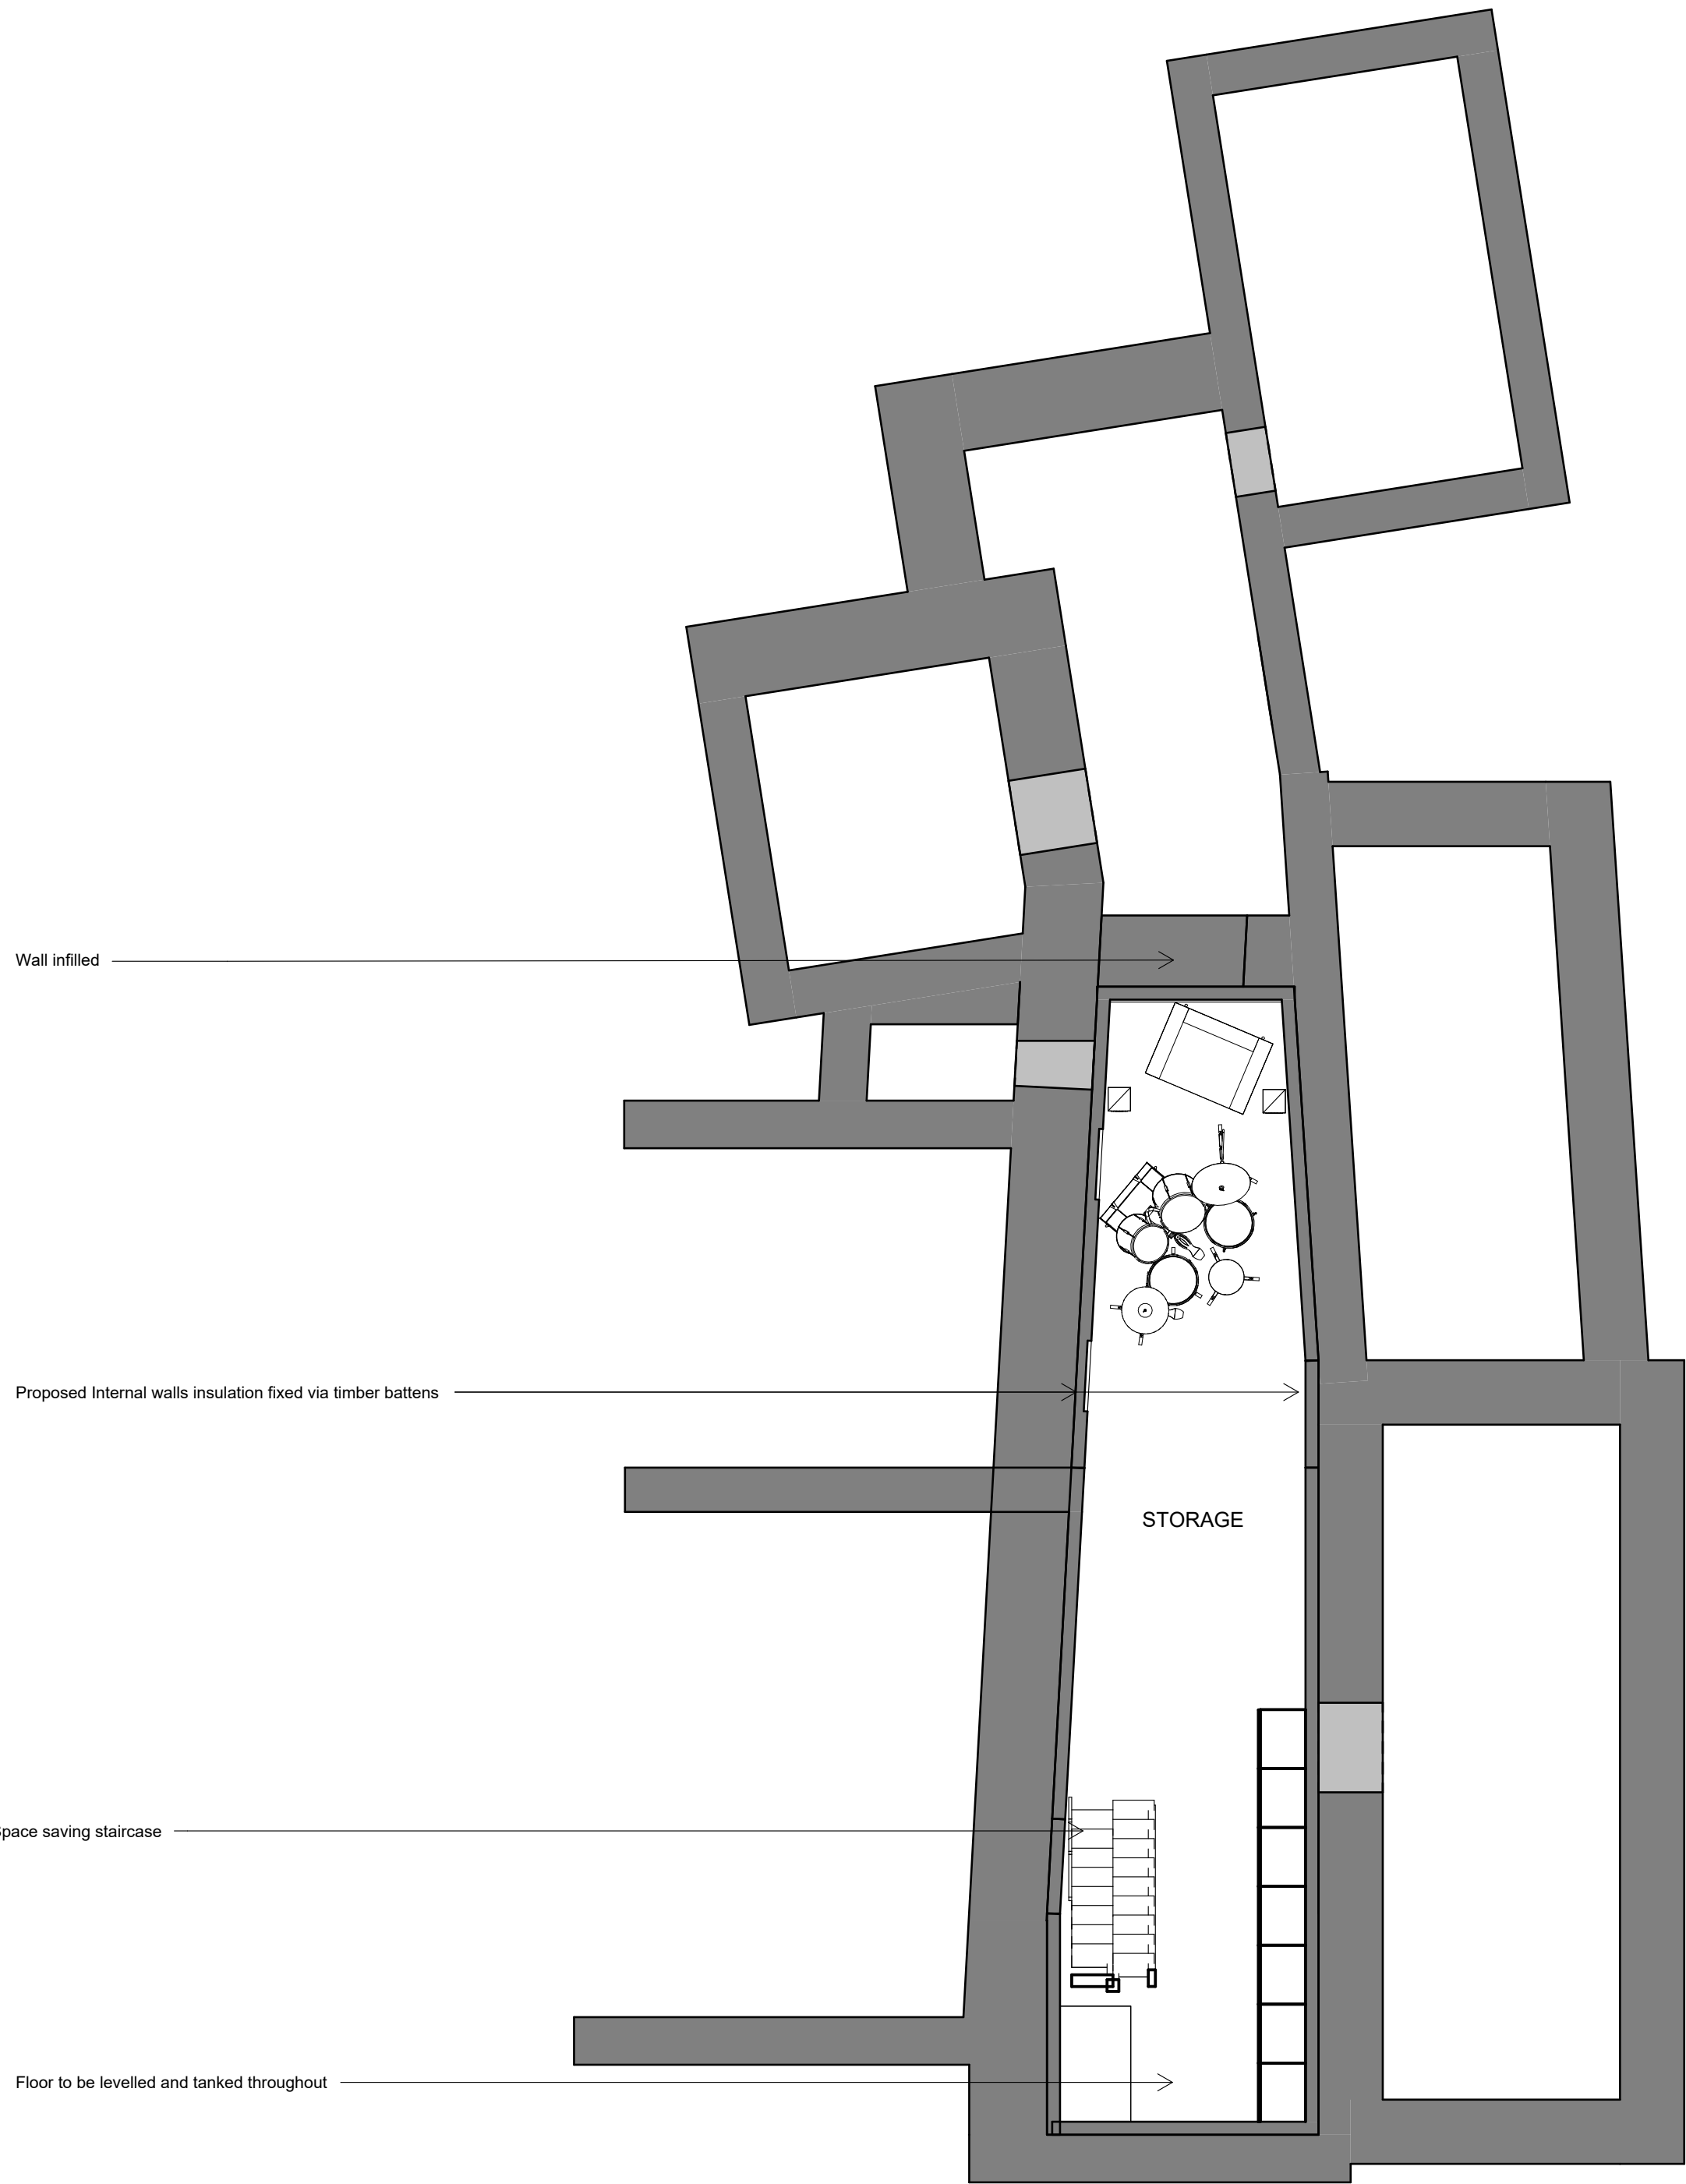 Wall infilled
Proposed Internal walls insulation fixed via timber battens
STORAGE
saving staircase
Floor to be levelled and tanked throughout